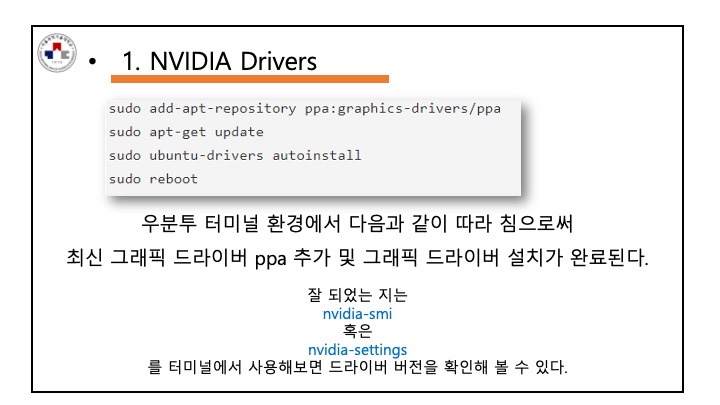 • 1. NVIDIA Drivers
sudo add-apt-repository ppa:graphics-drivers/ppa
sudo apt-get update
sudo ubuntu-drivers autoinstall
sudo reboot
우분투 터미널 환경에서 다음과 같이 따라 침으로써
최신 그래픽 드라이버 ppa 추가 및 그래픽 드라이버 설치가 완료된다.
잘 되었는 지는
nvidia-smi
혹은
nvidia-settings
를 터미널에서 사용해보면 드라이버 버전을 확인해 볼 수 있다.